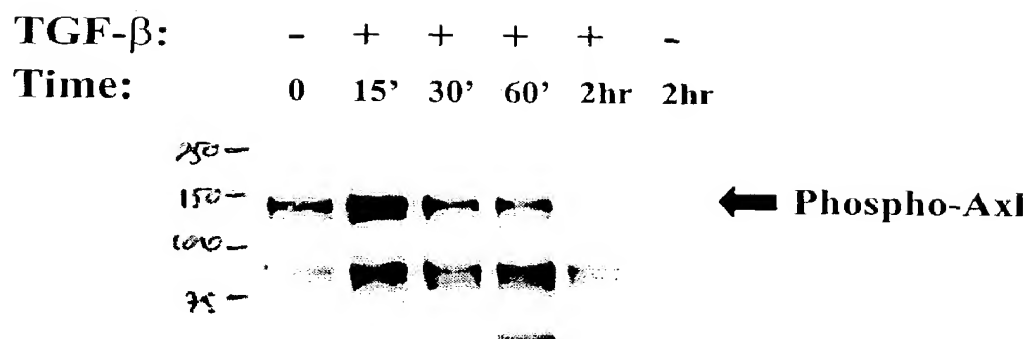 TGF-β: - + + + + -
Time: 0 15' 30' 60' 2hr 2hr
250 -
150 -
Phospho-Axl
100 -
75 -